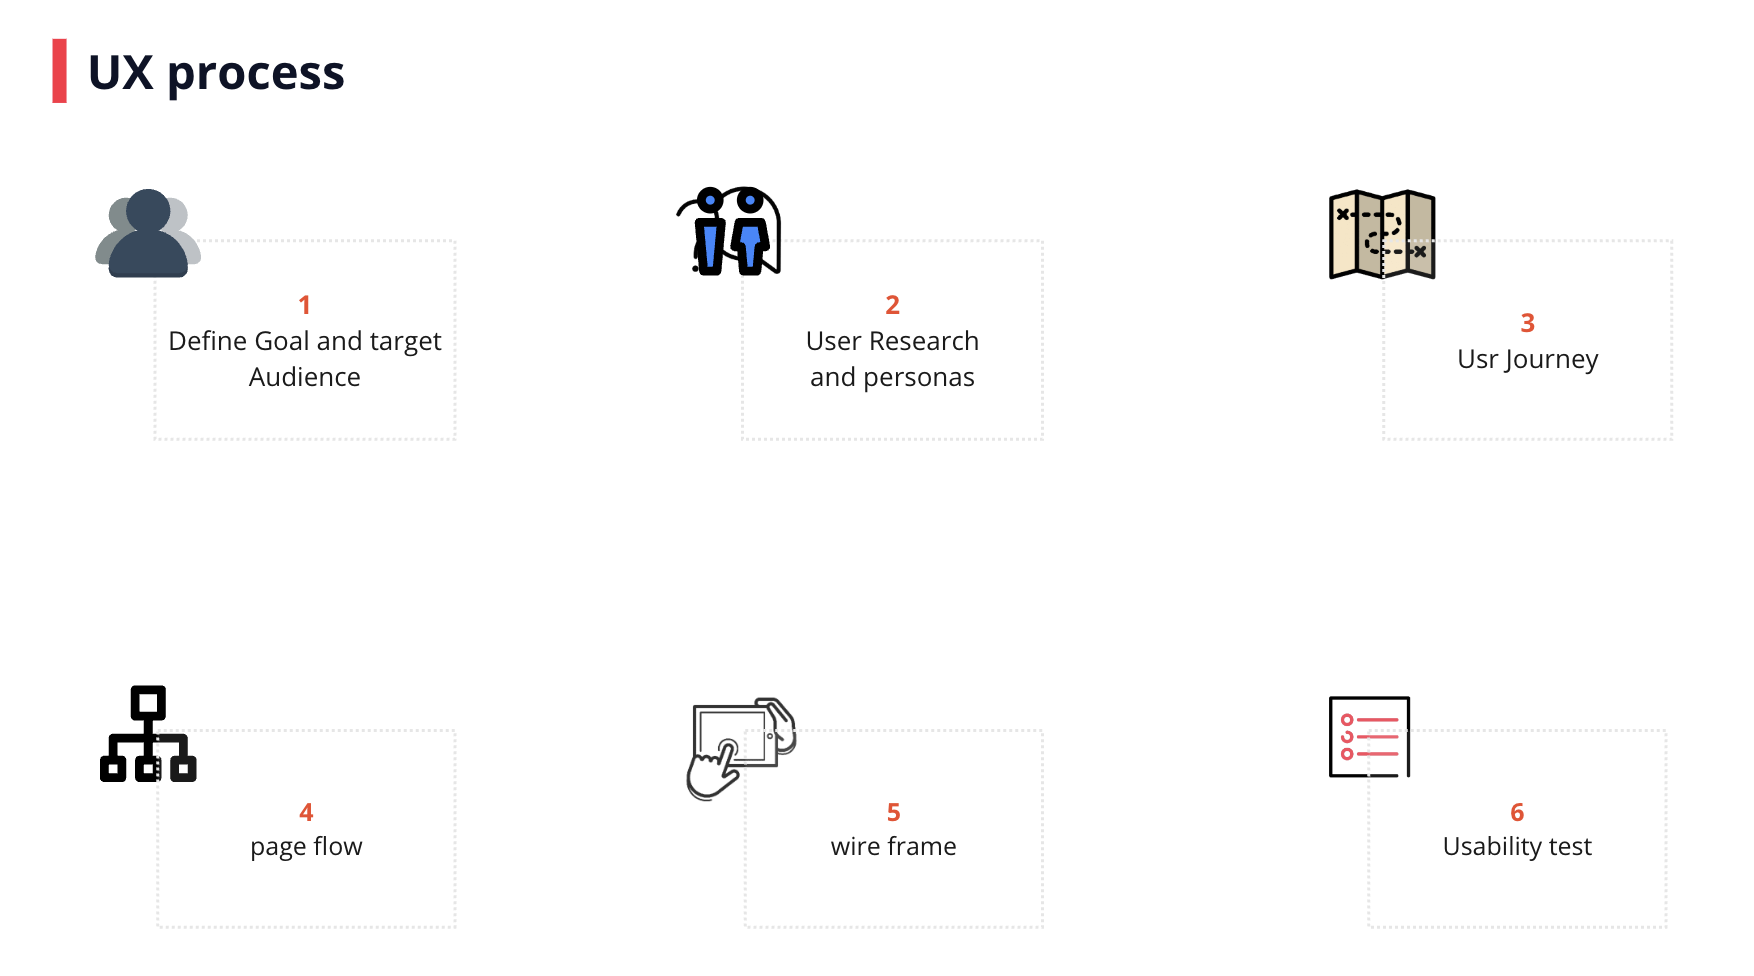 UX process
1
Define Goal and target
Audience
2
User Research
and personas
3
Usr Journey
4
page flow
5
wire frame
6
Usability test